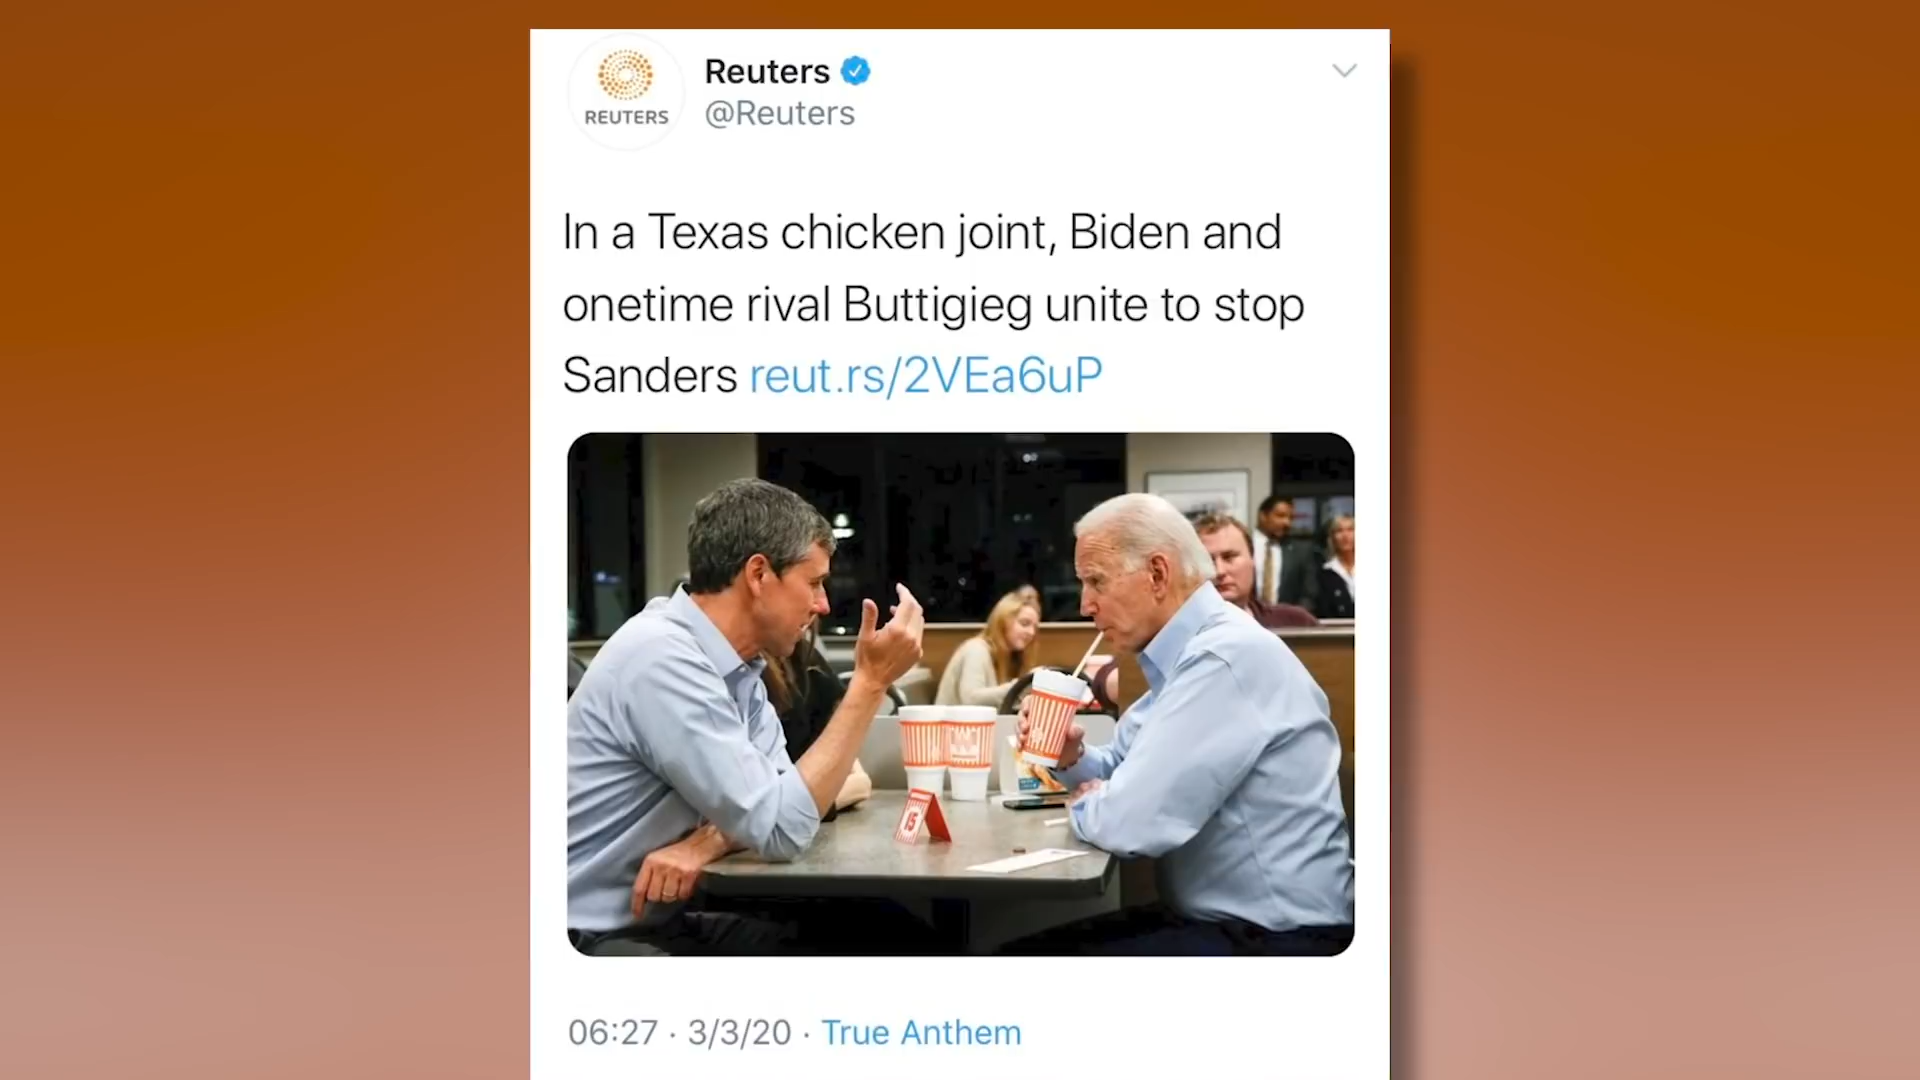 Reuters
@Reuters
REUTERS
In a Texas chicken joint, Biden and
onetime rival Buttigieg unite to stop
Sanders reut.rs/2VEa6uP
15
06:27 · 3/3/20 · True Anthem